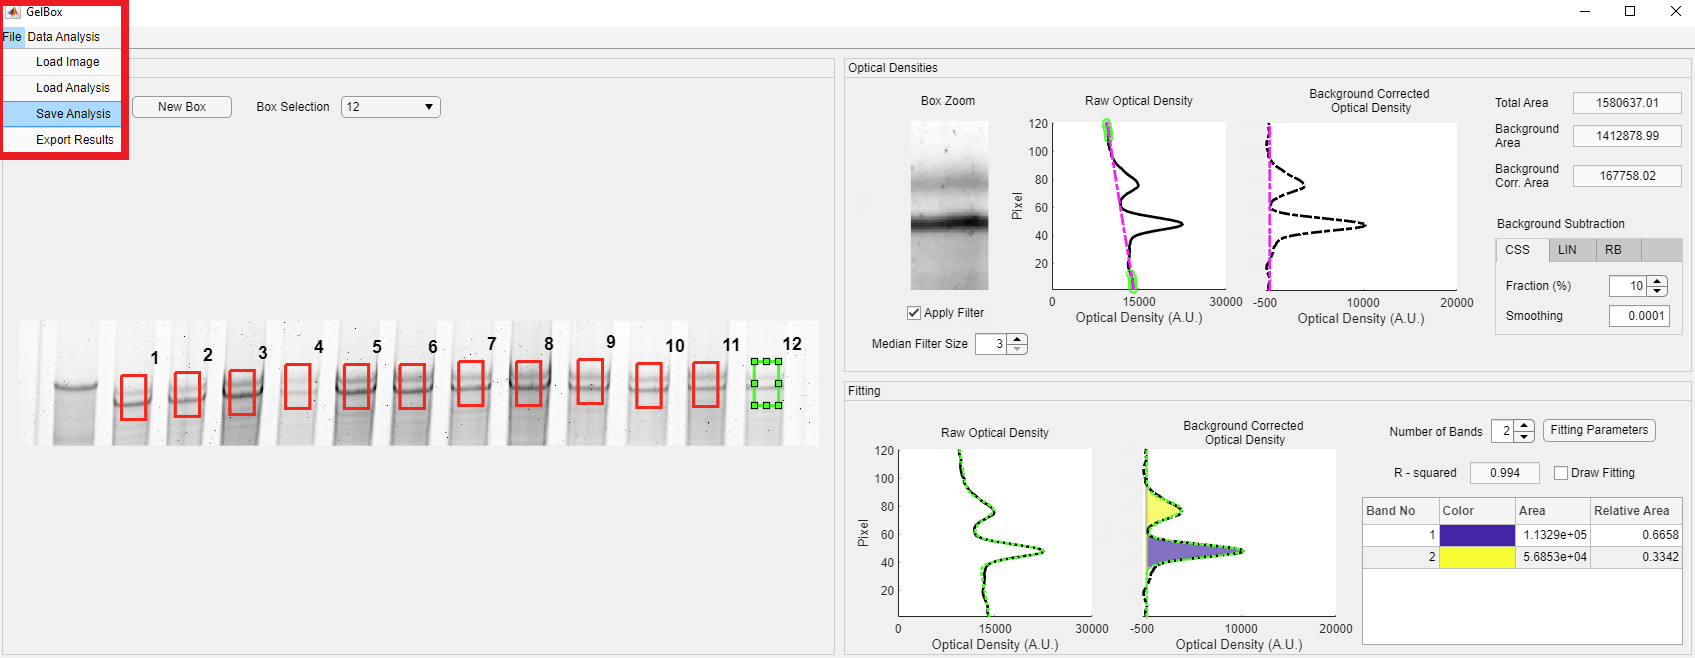 GelBox
File Data Analysis
Load Image
Load Analysis
Save Analysis
Export Results
New Box
Box Selection 12
1 2 3 4 5 6 7 8 9 10 11 12
Optical Densities
Box Zoom
Apply Filter
Median Filter Size 3
Raw Optical Density
120
100
80
60
40
20
Pixel
0 15000 30000
Optical Density (A.U.)
Background Corrected
Optical Density
-500 10000 20000
Optical Density (A.U.)
Total Area 1580637.01
Background
Area
1412878.99
Background
Corr. Area
167758.02
Background Subtraction
CSS LIN RB
Fraction (%) 10
Smoothing 0.0001
Fitting
Raw Optical Density
120
100
80
60
40
20
Pixel
0 15000 30000
Optical Density (A.U.)
Background Corrected
Optical Density
-500 10000 20000
Optical Density (A.U.)
Number of Bands 2 Fitting Parameters
R - squared 0.994 Draw Fitting
Band No Color Area Relative Area
1 1.1329e+05 0.6658
2 5.6853e+04 0.3342